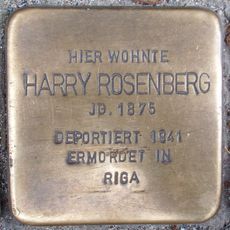 HIER WOHNTE
HARRY ROSENBERG
JG. 1875
DEPORTIERT 1941
ERMORDET IN
RIGA